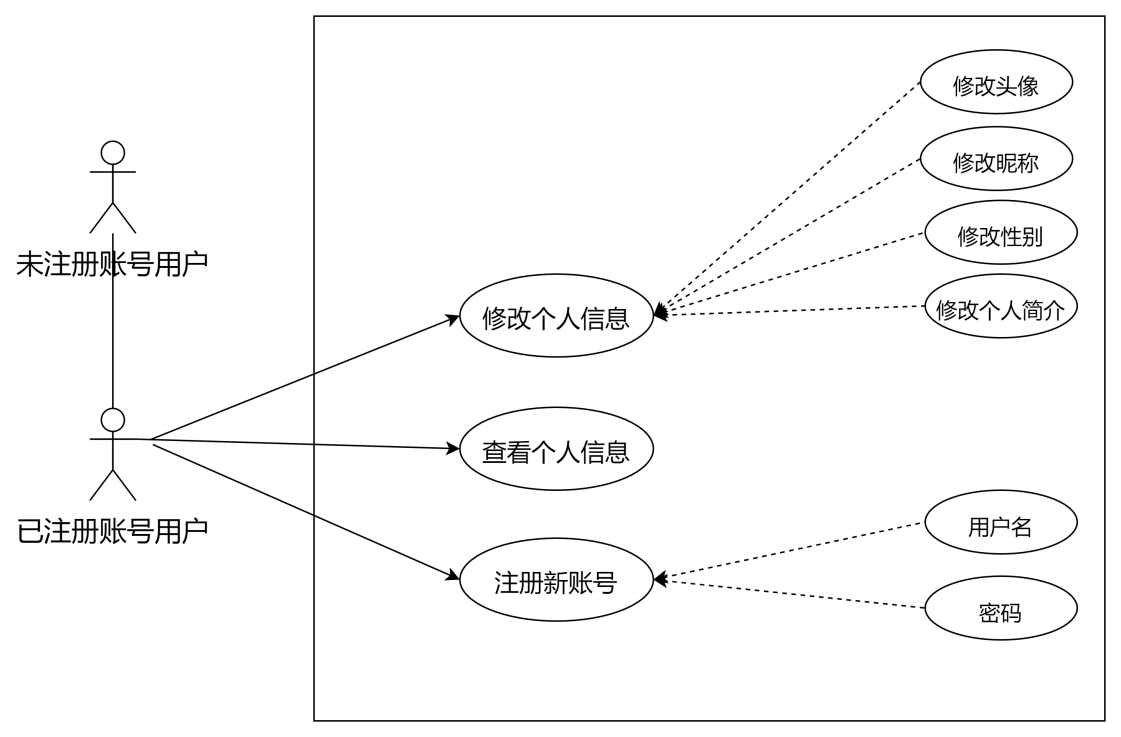 修改头像
修改昵称
未注册账号用户
修改性别
修改个人信息
修改个人简介
查看个人信息
已注册账号用户
用户名
注册新账号
密码